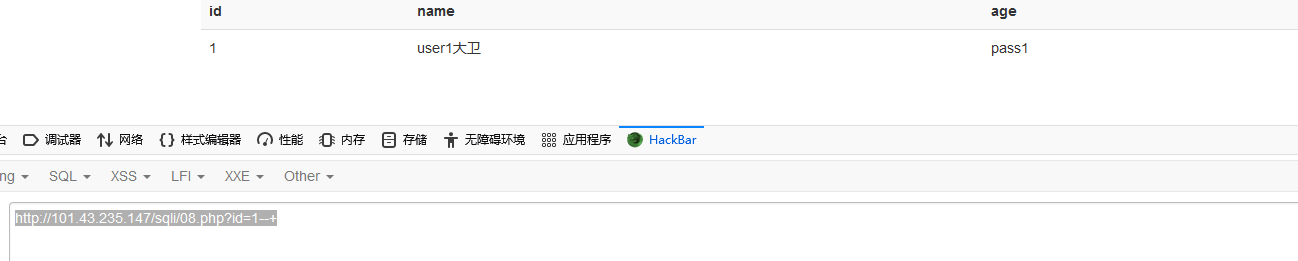 id name age
1 user1大卫 pass1
台 调试器 网络 样式编辑器 性能 内存 存储 无障碍环境 应用程序 HackBar
ng SQL XSS LFI XXE Other
http://101.43.235.147/sqli/08.php?id=1--+